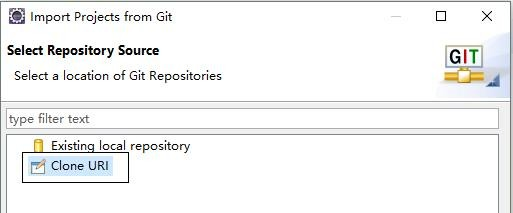 Import Projects from Git
Select Repository Source
Select a location of Git Repositories
GIT
type filter text
Existing local repository
Clone URI